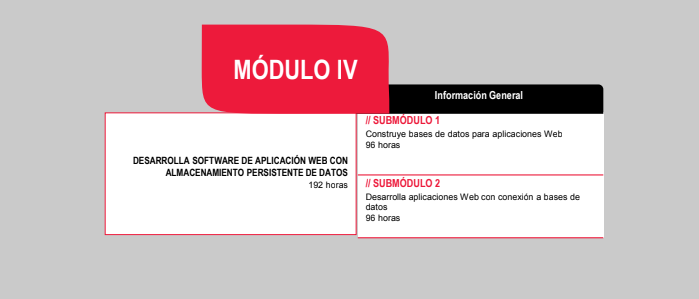 MÓDULO IV
Información General
DESARROLLA SOFTWARE DE APLICACIÓN WEB CON
ALMACENAMIENTO PERSISTENTE DE DATOS
192 horas
// SUBMÓDULO 1
Construye bases de datos para aplicaciones Web
96 horas
// SUBMÓDULO 2
Desarrolla aplicaciones Web con conexión a bases de
datos
96 horas